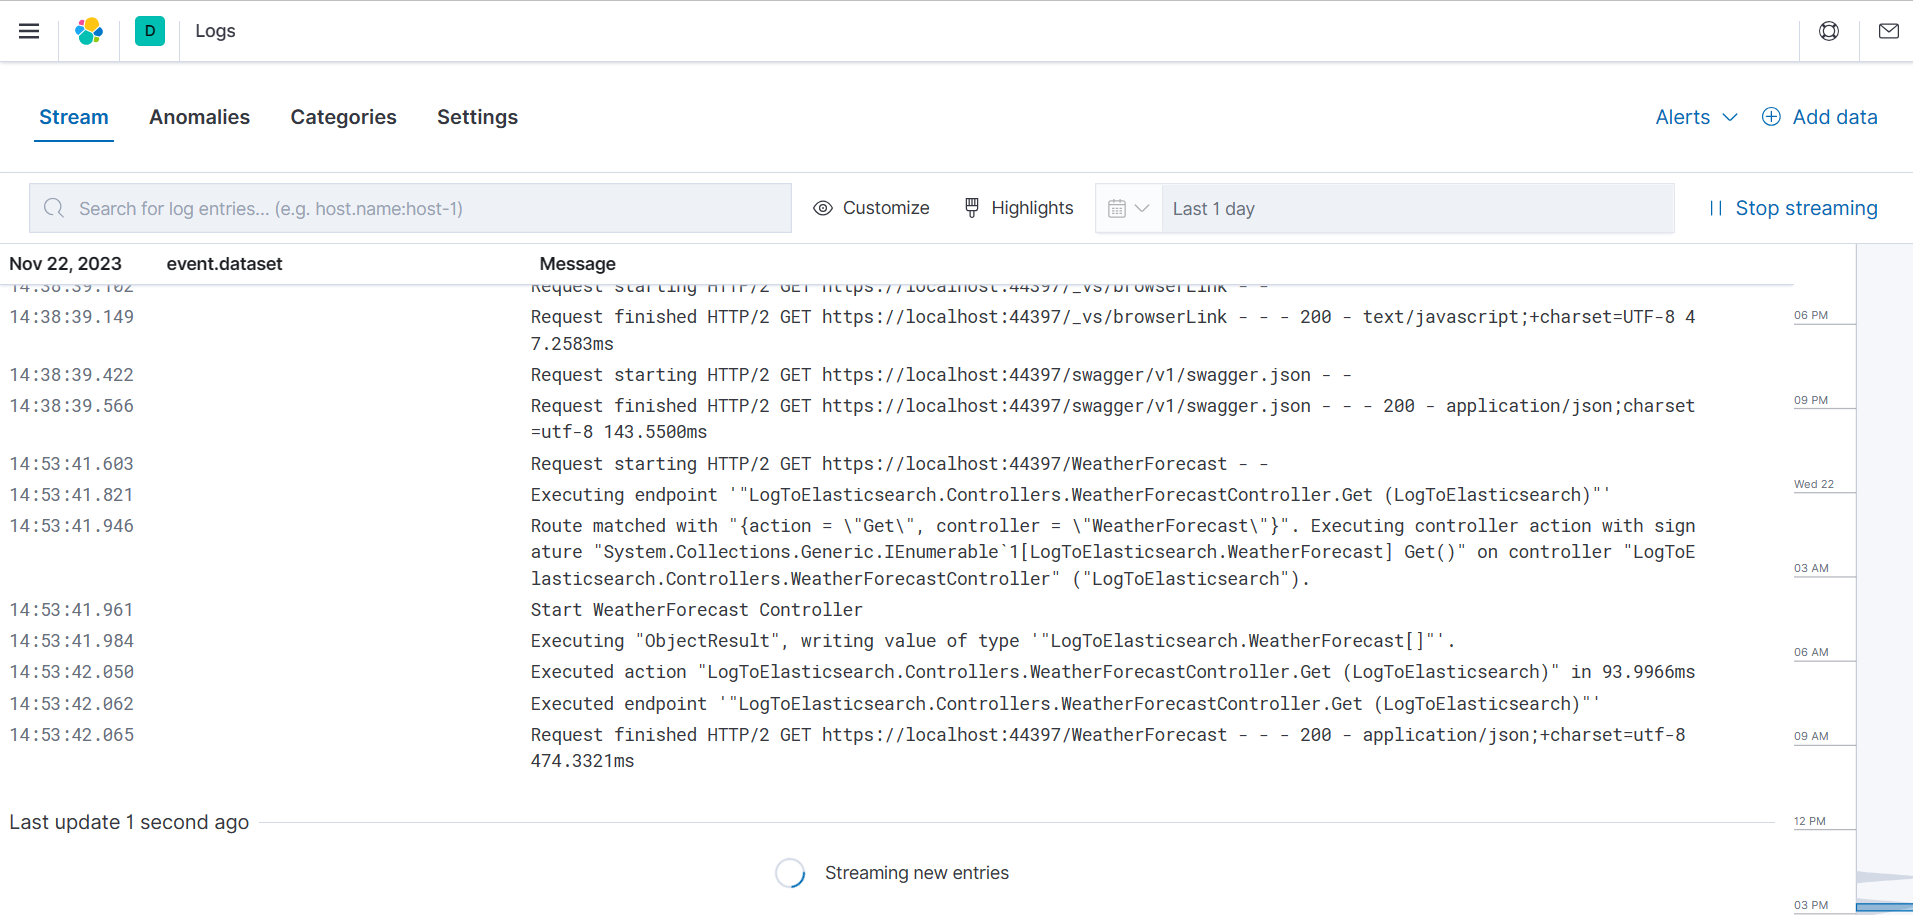 D
Logs
Stream Anomalies Categories Settings
Alerts Add data
Search for log entries... (e.g. host.name:host-1)
Customize Highlights Last 1 day Stop streaming
Nov 22, 2023 event.dataset Message
14:38:39.102 Request starting HTTP/2 GET https://localhost:44397/_vs/browserLink - -
14:38:39.149 Request finished HTTP/2 GET https://localhost:44397/_vs/browserLink - - - 200 - text/javascript;+charset=UTF-8 4
7.2583ms
14:38:39.422 Request starting HTTP/2 GET https://localhost:44397/swagger/v1/swagger.json - -
14:38:39.566 Request finished HTTP/2 GET https://localhost:44397/swagger/v1/swagger.json - - - 200 - application/json;charset
=utf-8 143.5500ms
14:53:41.603 Request starting HTTP/2 GET https://localhost:44397/WeatherForecast - -
14:53:41.821 Executing endpoint '"LogToElasticsearch.Controllers.WeatherForecastController.Get (LogToElasticsearch)"'
14:53:41.946 Route matched with "{action = \"Get\", controller = \"WeatherForecast\"}". Executing controller action with sign
ature "System.Collections.Generic.IEnumerable`1[LogToElasticsearch.WeatherForecast] Get()" on controller "LogToE
lasticsearch.Controllers.WeatherForecastController" ("LogToElasticsearch").
14:53:41.961 Start WeatherForecast Controller
14:53:41.984 Executing "ObjectResult", writing value of type '"LogToElasticsearch.WeatherForecast[]"'.
14:53:42.050 Executed action "LogToElasticsearch.Controllers.WeatherForecastController.Get (LogToElasticsearch)" in 93.9966ms
14:53:42.062 Executed endpoint '"LogToElasticsearch.Controllers.WeatherForecastController.Get (LogToElasticsearch)"'
14:53:42.065 Request finished HTTP/2 GET https://localhost:44397/WeatherForecast - - - 200 - application/json;+charset=utf-8
474.3321ms
Last update 1 second ago
Streaming new entries
06 PM
09 PM
Wed 22
03 AM
06 AM
09 AM
12 PM
03 PM